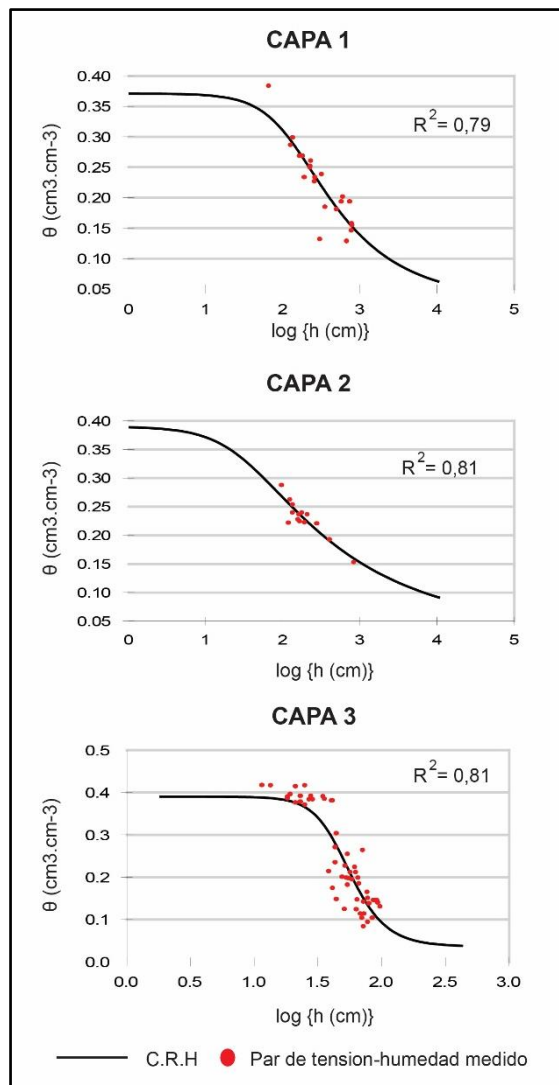 CAPA 1
0.40
0.35
0.30
0.25
0.20
0.15
0.10
0.05
θ (cm3.cm-3)
R2= 0,79
0 1 2 3 4 5
log {h (cm)}
CAPA 2
0.40
0.35
0.30
0.25
0.20
0.15
0.10
0.05
θ (cm3.cm-3)
R2= 0,81
0 1 2 3 4 5
log {h (cm)}
CAPA 3
0.5
0.4
0.3
0.2
0.1
0.0
θ (cm3.cm-3)
R2= 0,81
0.0 0.5 1.0 1.5 2.0 2.5 3.0
log {h (cm)}
C.R.H Par de tension-humedad medido